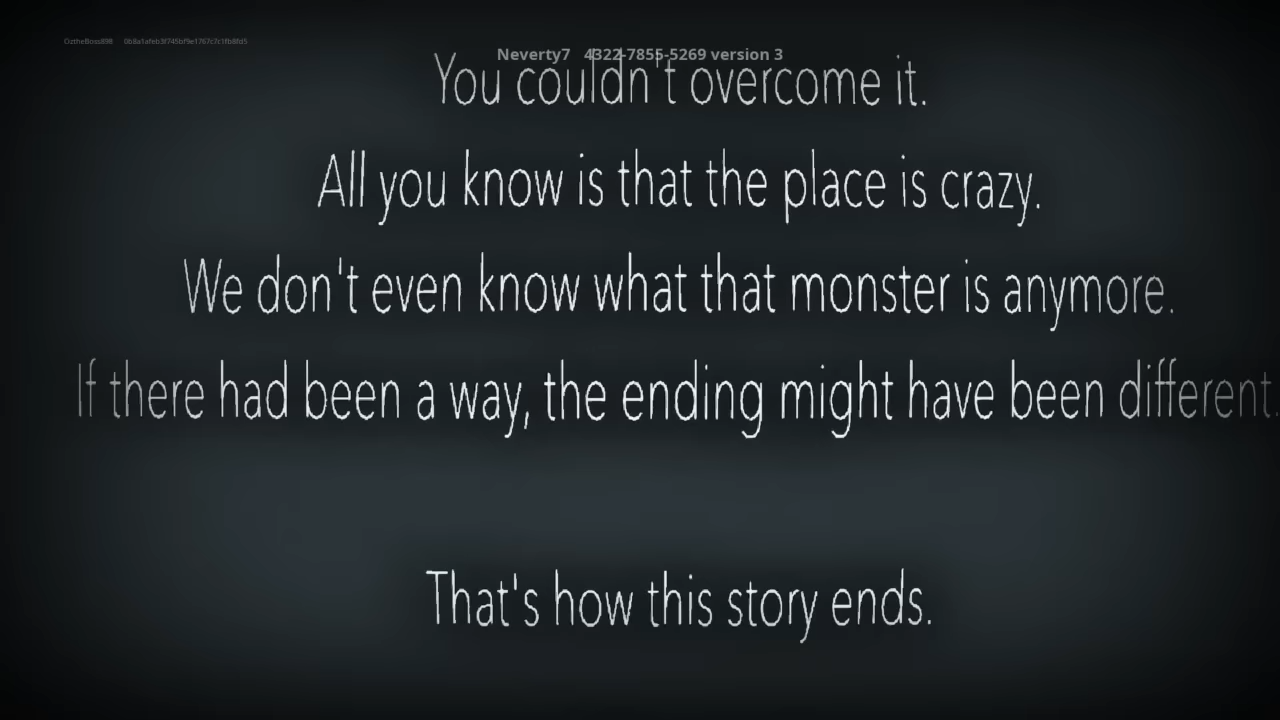 Neverty7 4322-7855-5269 version 3
You couldn't overcome it.
All you know is that the place is crazy.
We don't even know what that monster is anymore.
If there had been a way, the ending might have been different.
That's how this story ends.